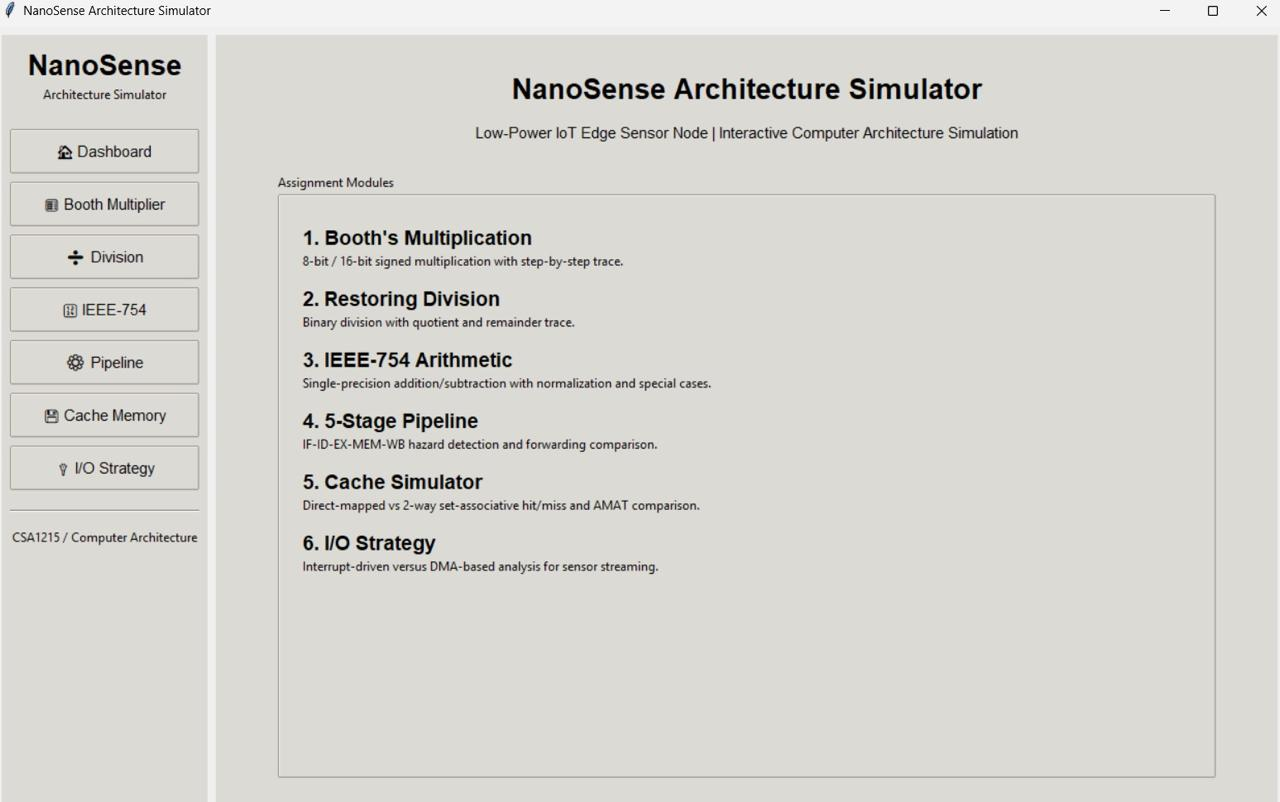 NanoSense Architecture Simulator
NanoSense
Architecture Simulator
Dashboard
Booth Multiplier
Division
IEEE-754
Pipeline
Cache Memory
I/O Strategy
CSA1215 / Computer Architecture
NanoSense Architecture Simulator
Low-Power IoT Edge Sensor Node | Interactive Computer Architecture Simulation
Assignment Modules
1. Booth's Multiplication
8-bit / 16-bit signed multiplication with step-by-step trace.
2. Restoring Division
Binary division with quotient and remainder trace.
3. IEEE-754 Arithmetic
Single-precision addition/subtraction with normalization and special cases.
4. 5-Stage Pipeline
IF-ID-EX-MEM-WB hazard detection and forwarding comparison.
5. Cache Simulator
Direct-mapped vs 2-way set-associative hit/miss and AMAT comparison.
6. I/O Strategy
Interrupt-driven versus DMA-based analysis for sensor streaming.